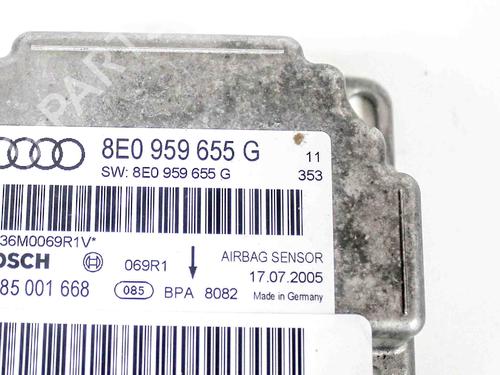 8E0 959 655 G 11
SW: 8E0 959 655 G 353
36M0069R1V*
OSCH 069R1 AIRBAG SENSOR
17.07.2005
85 001 668 085 BPA 8082 Made in Germany